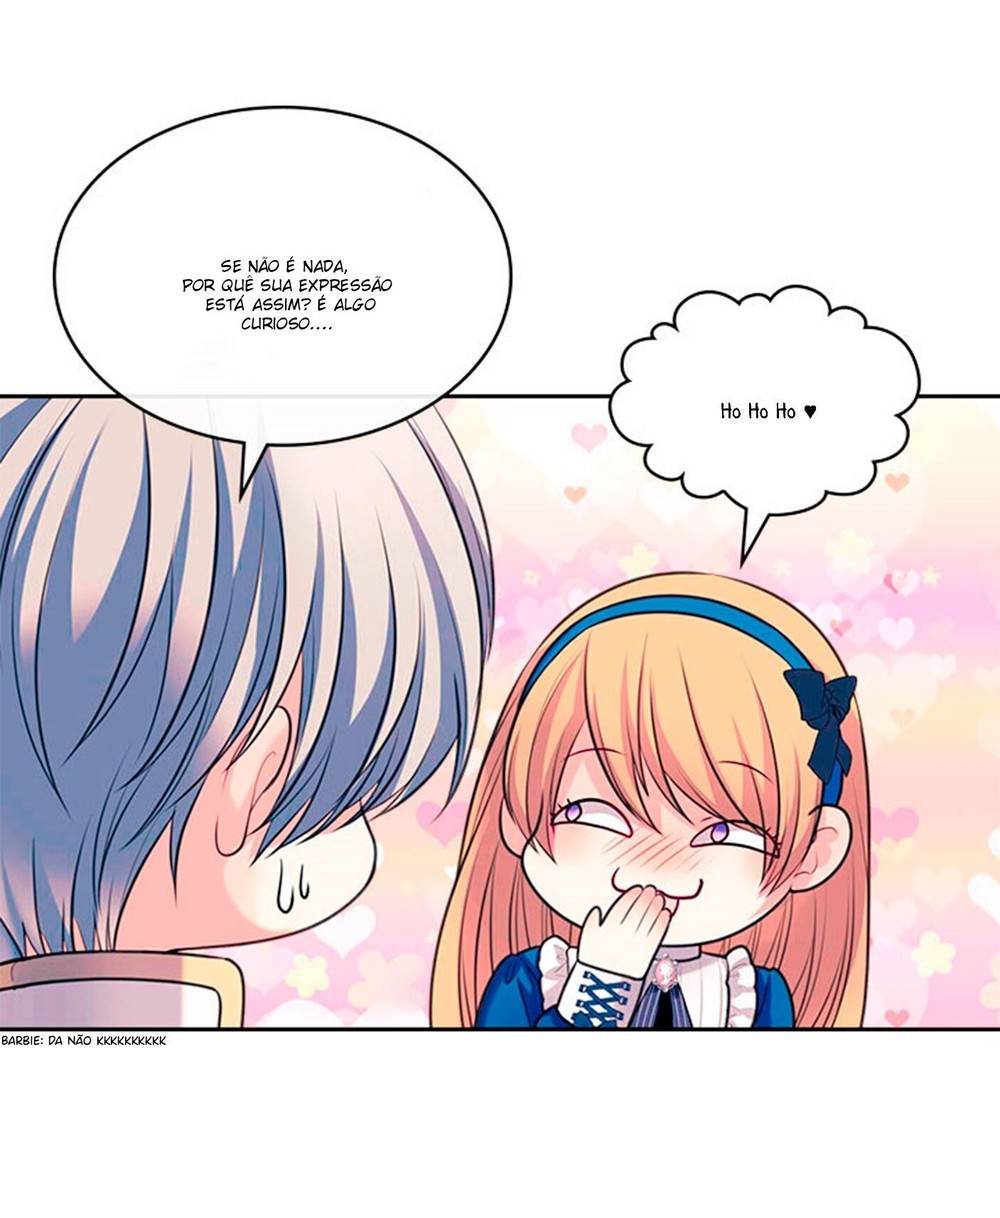 SE NÃO É NADA,
POR QUÊ SUA EXPRESSÃO
ESTÁ ASSIM? É ALGO
CURIOSO....
Ho Ho Ho ♥
BARBIE: DA NÃO KKKKKKKKKK